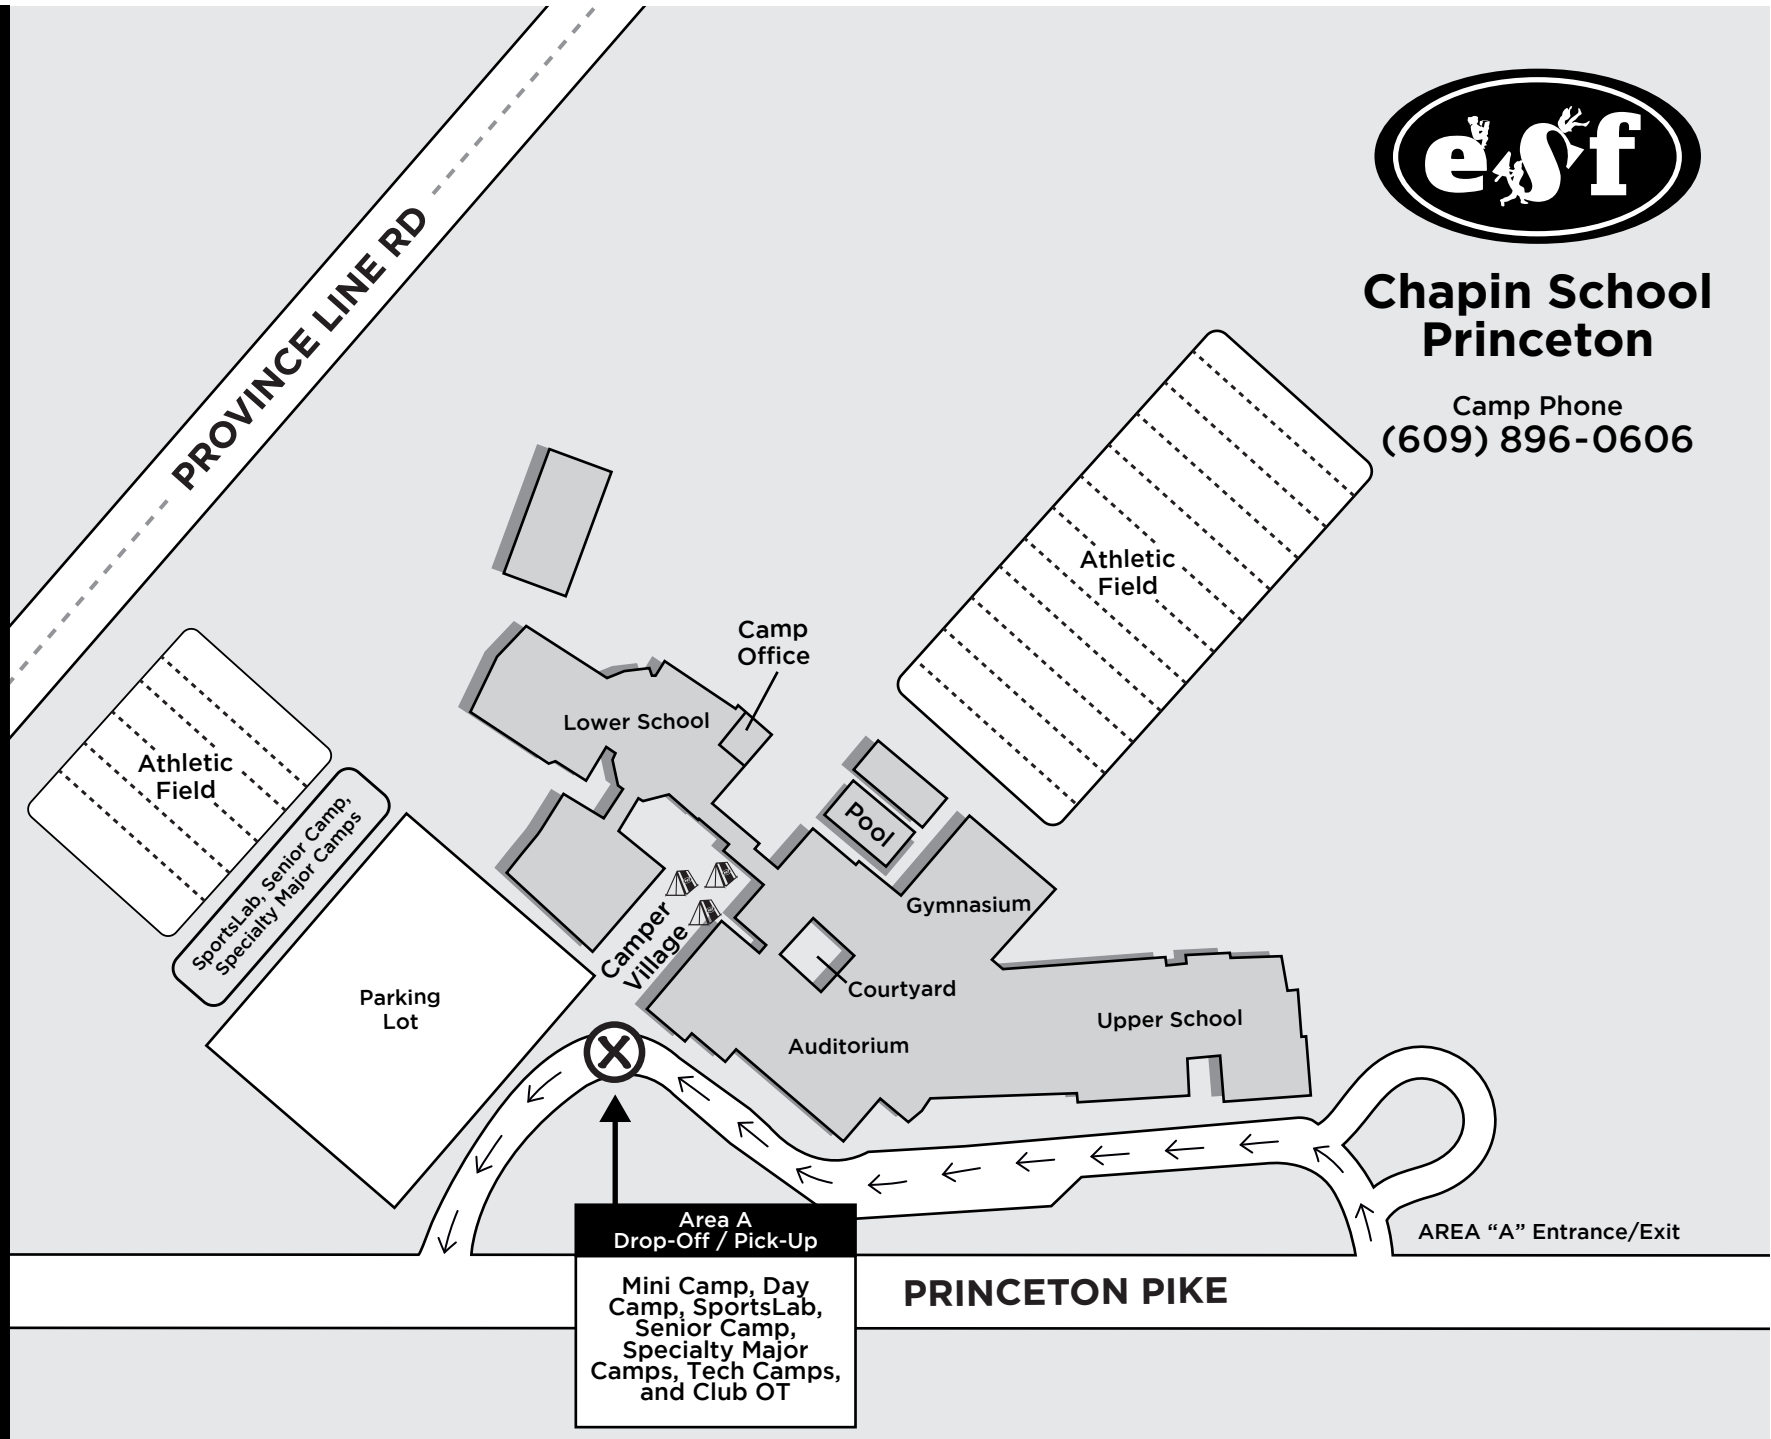 esf
Chapin School
Princeton
Camp Phone
(609) 896-0606
PROVINCE LINE RD
Athletic
Field
Camp
Office
Lower School
Athletic
Field
Pool
SportsLab, Senior Camp,
Specialty Major Camps
Gymnasium
Camper
Village
Courtyard
Parking
Lot
Upper School
Auditorium
X
Area A
Drop-Off / Pick-Up
AREA “A” Entrance/Exit
Mini Camp, Day
Camp, SportsLab,
Senior Camp,
Specialty Major
Camps, Tech Camps,
and Club OT
PRINCETON PIKE